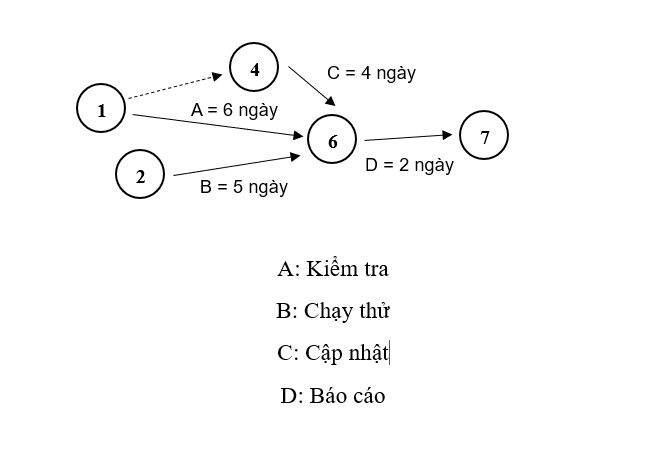 4
C = 4 ngày
1
A = 6 ngày
6
7
2
B = 5 ngày
D = 2 ngày
A: Kiểm tra
B: Chạy thử
C: Cập nhật
D: Báo cáo